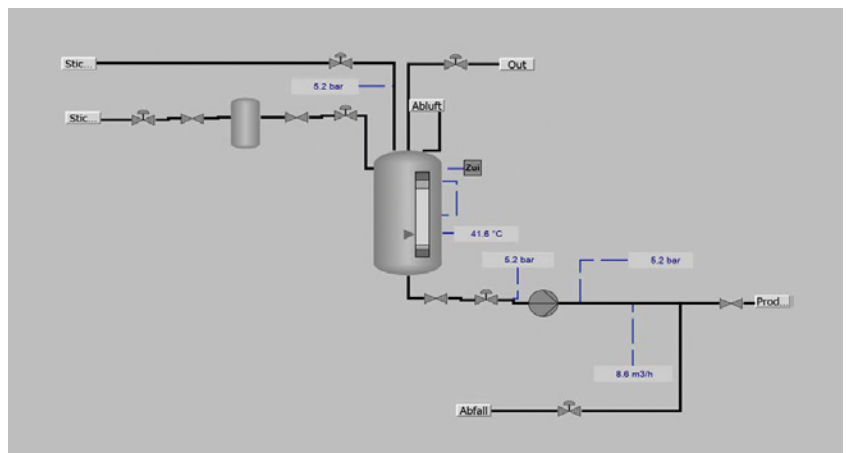 Stic...
Out
5.2 bar
Abluft
Stic...
Zui
41.6 °C
5.2 bar
5.2 bar
Prod...
8.6 m3/h
Abfall